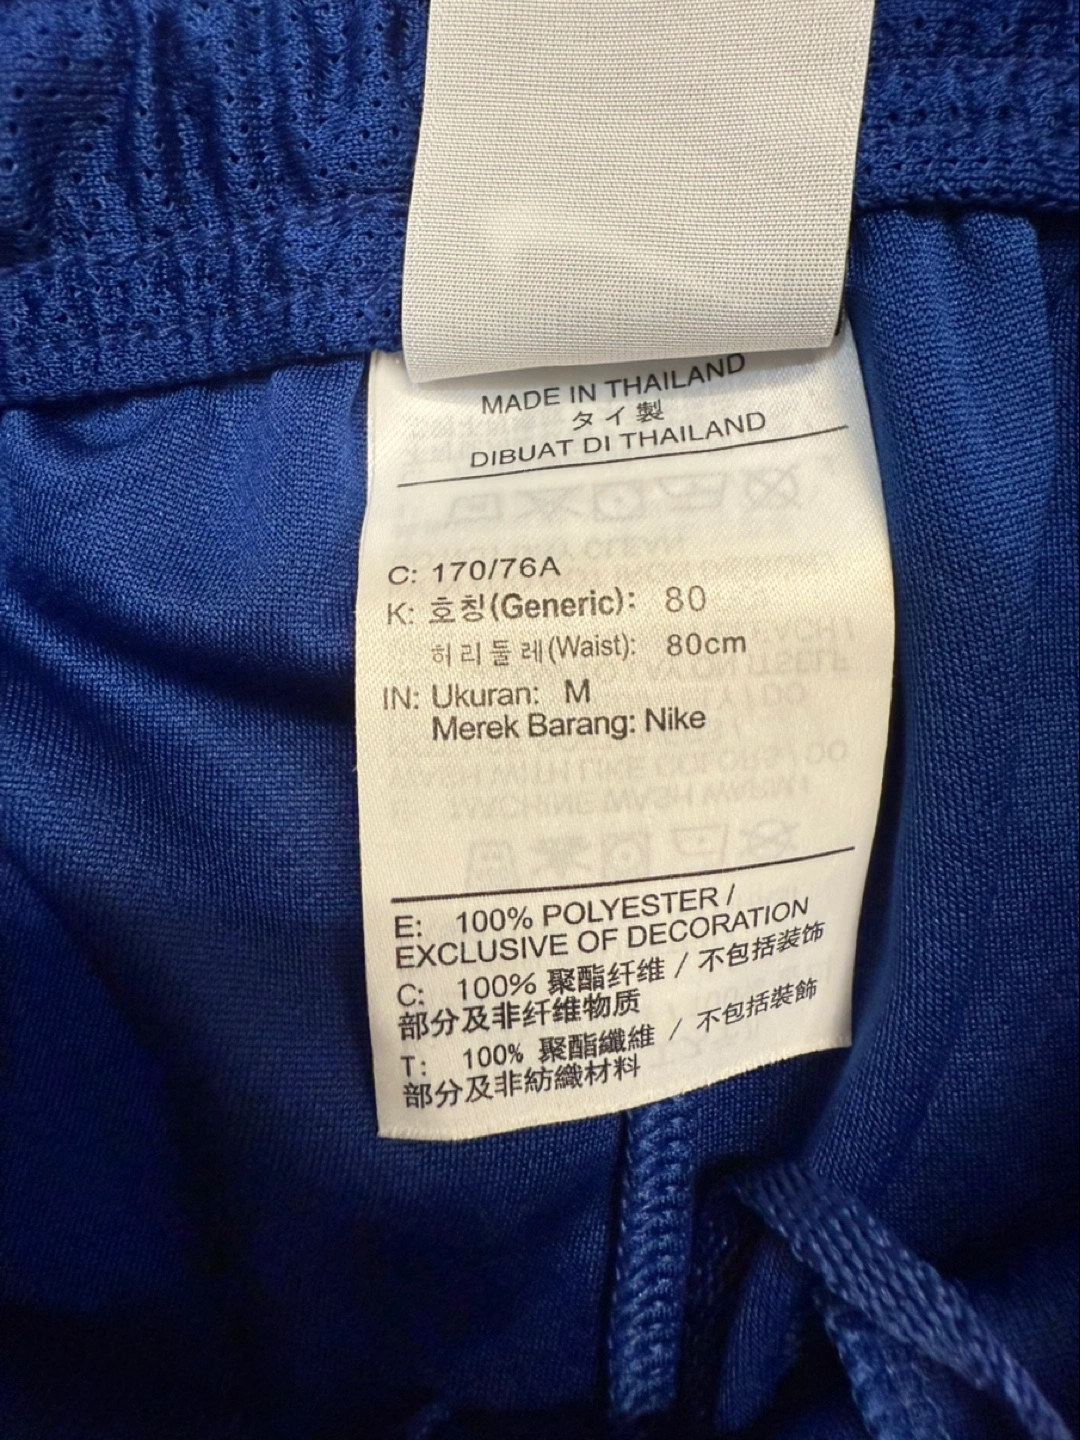 MADE IN THAILAND
タイ製
DIBUAT DI THAILAND
C: 170/76A
K: 호칭(Generic): 80
허리둘레(Waist): 80cm
IN: Ukuran: M
Merek Barang: Nike
E: 100% POLYESTER /
EXCLUSIVE OF DECORATION
C: 100% 聚酯纤维 / 不包括装饰
部分及非纤维物质
T: 100% 聚酯纖維 / 不包括裝飾
部分及非紡織材料